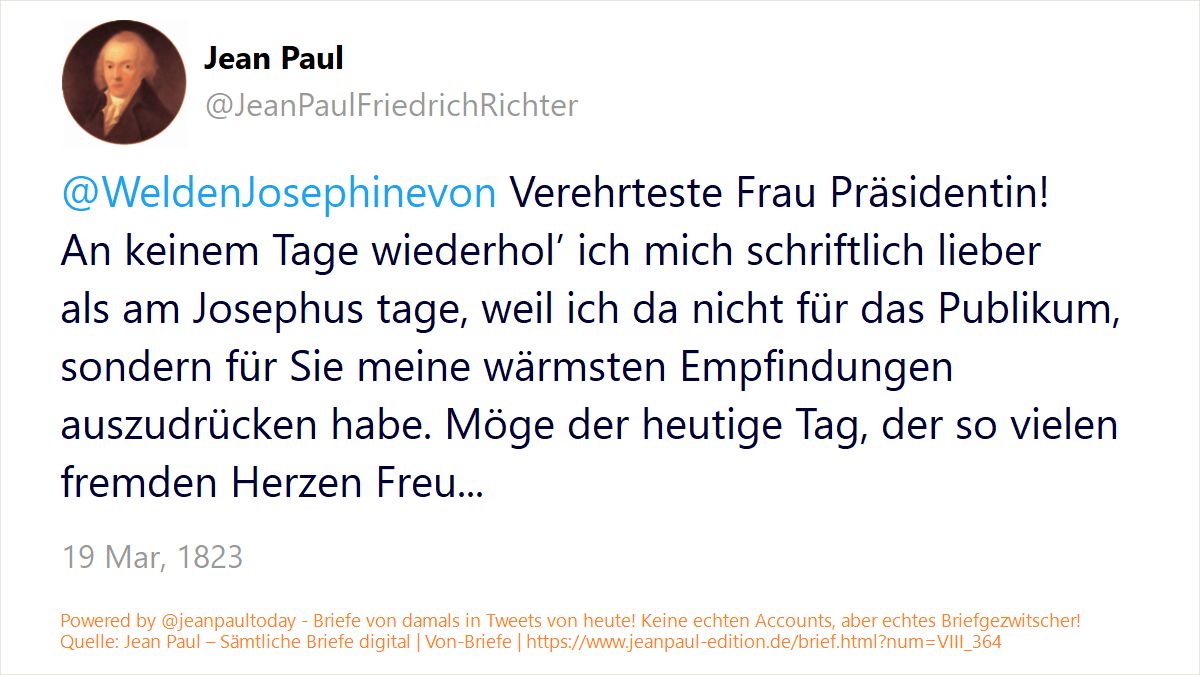 Jean Paul
@JeanPaulFriedrichRichter
@WeldenJosephinevon Verehrteste Frau Präsidentin!
An keinem Tage wiederhol’ ich mich schriftlich lieber
als am Josephus tage, weil ich da nicht für das Publikum,
sondern für Sie meine wärmsten Empfindungen
auszudrücken habe. Möge der heutige Tag, der so vielen
fremden Herzen Freu...
19 Mar, 1823
Powered by @jeanpaultoday - Briefe von damals in Tweets von heute! Keine echten Accounts, aber echtes Briefgezwitscher!
Quelle: Jean Paul – Sämtliche Briefe digital | Von-Briefe | https://www.jeanpaul-edition.de/brief.html?num=VIII_364